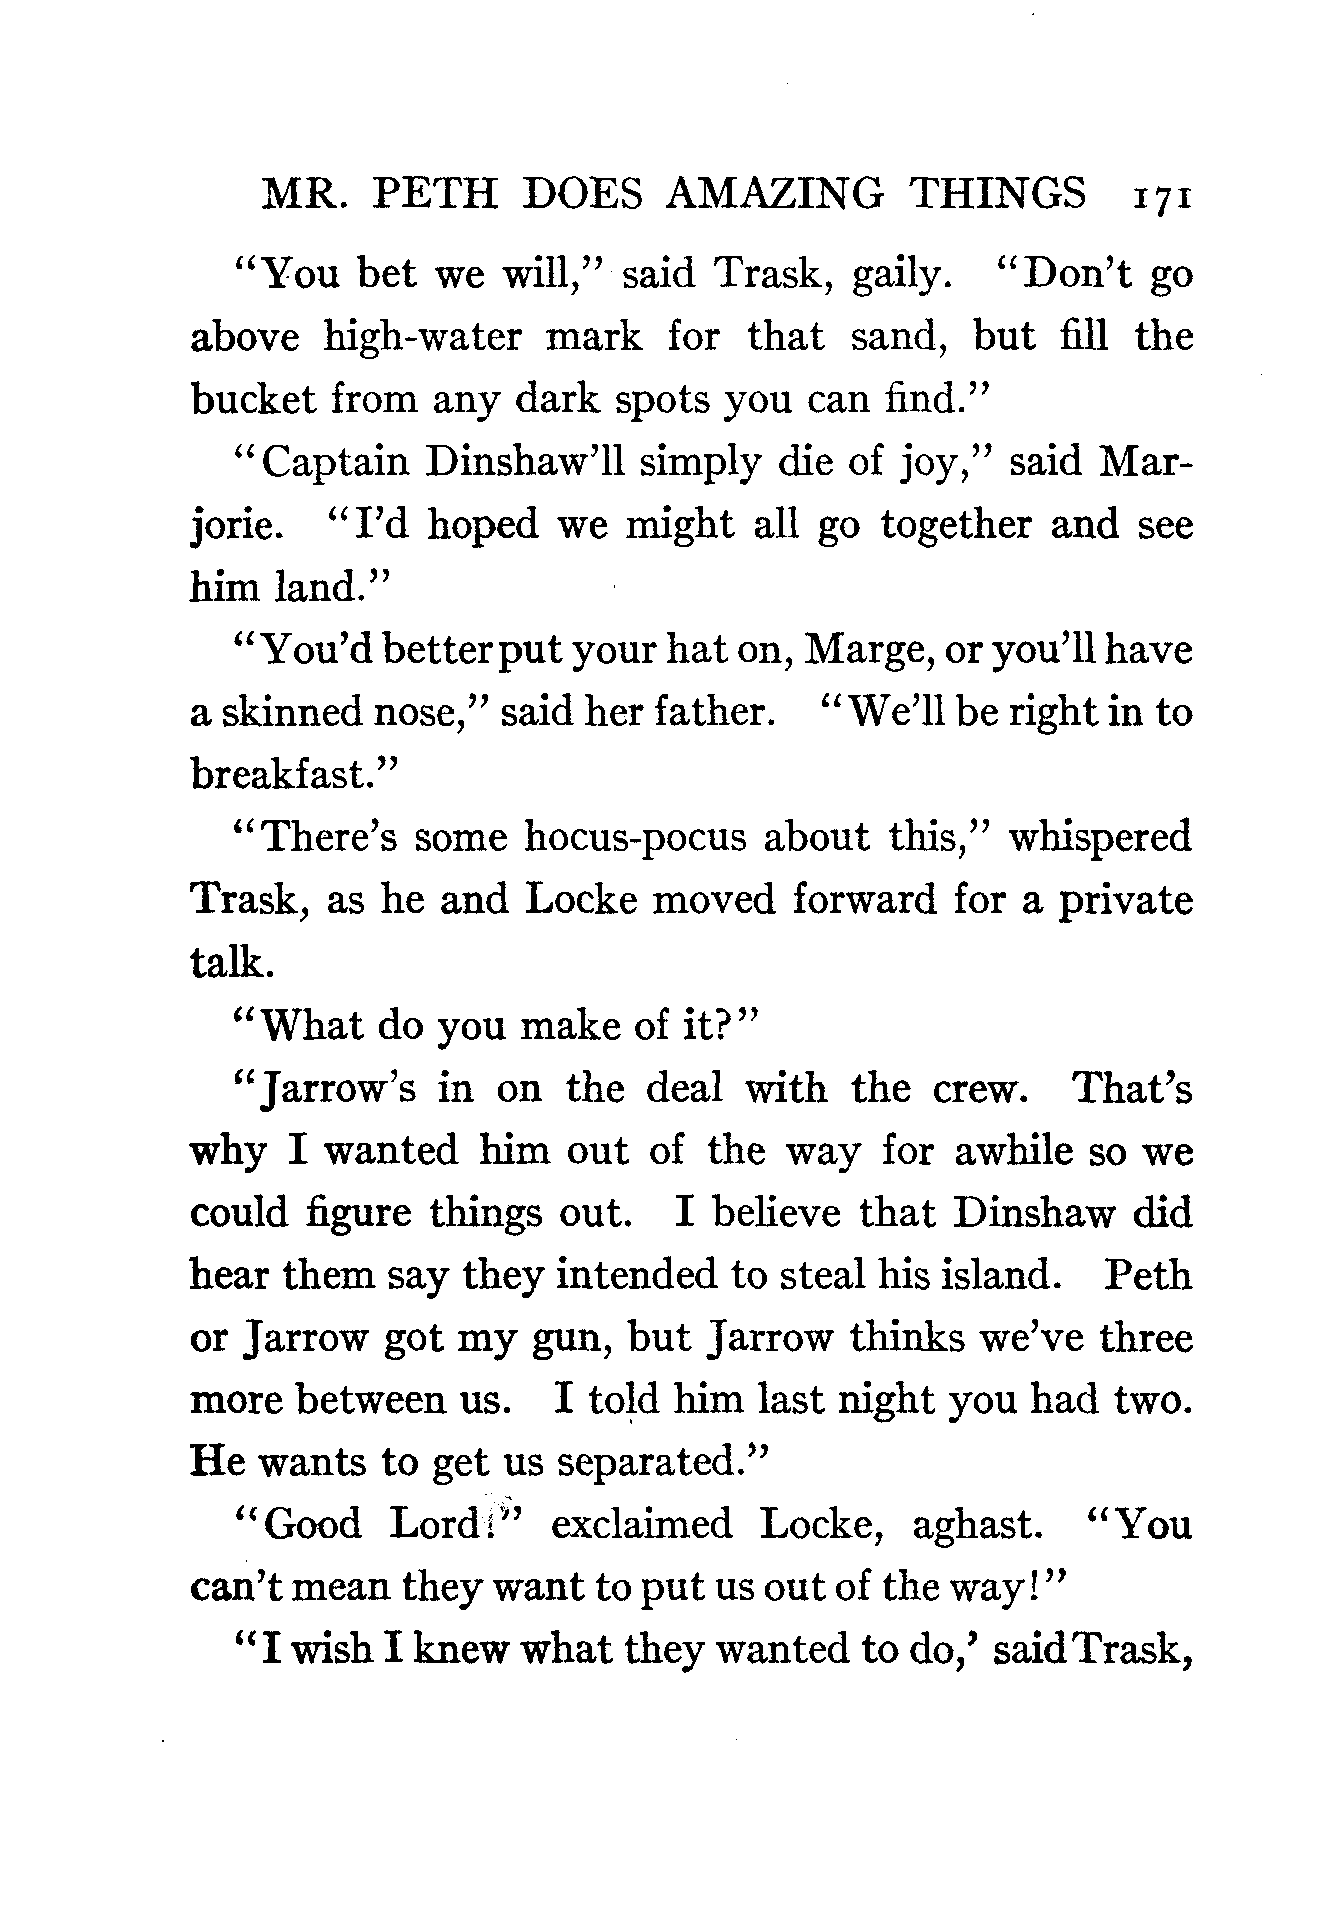 MR. PETH DOES AMAZING THINGS 171
“You bet we will,” said Trask, gaily. “Don’t go
above high-water mark for that sand, but fill the
bucket from any dark spots you can find.”
“Captain Dinshaw’ll simply die of joy,” said Mar-
jorie. “I’d hoped we might all go together and see
him land.”
“You’d better put your hat on, Marge, or you’ll have
a skinned nose,” said her father. “We’ll be right in to
breakfast.”
“There’s some hocus-pocus about this,” whispered
Trask, as he and Locke moved forward for a private
talk.
“What do you make of it?”
“Jarrow’s in on the deal with the crew. That’s
why I wanted him out of the way for awhile so we
could figure things out. I believe that Dinshaw did
hear them say they intended to steal his island. Peth
or Jarrow got my gun, but Jarrow thinks we’ve three
more between us. I told him last night you had two.
He wants to get us separated.”
“Good Lord!” exclaimed Locke, aghast. “You
can’t mean they want to put us out of the way!”
“I wish I knew what they wanted to do,’ said Trask,